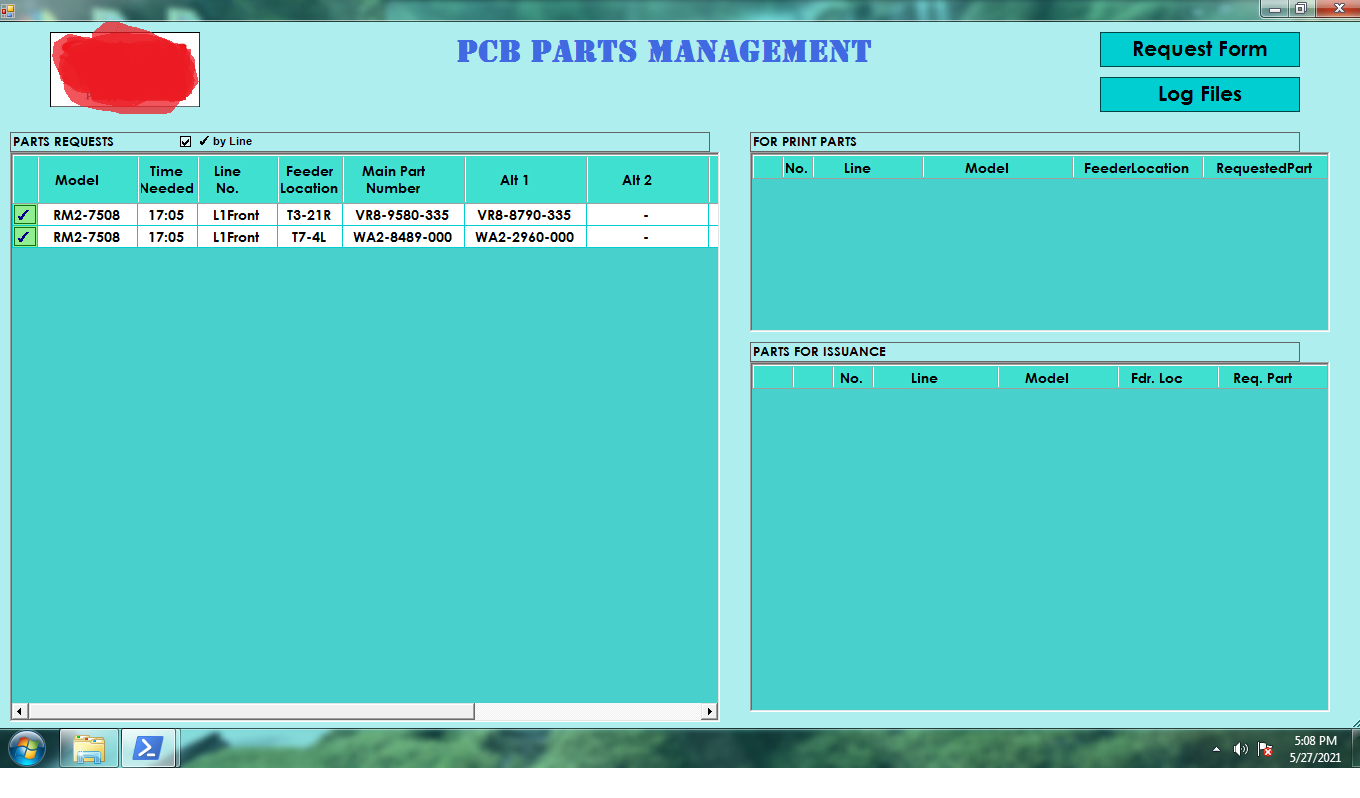 PCB PARTS MANAGEMENT
Request Form
Log Files
PARTS REQUESTS ✓ by Line
Model Time Needed Line No. Feeder Location Main Part Number Alt 1 Alt 2
RM2-7508 17:05 L1Front T3-21R VR8-9580-335 VR8-8790-335 -
RM2-7508 17:05 L1Front T7-4L WA2-8489-000 WA2-2960-000 -
FOR PRINT PARTS
No. Line Model FeederLocation RequestedPart
PARTS FOR ISSUANCE
No. Line Model Fdr. Loc Req. Part
5:08 PM
5/27/2021